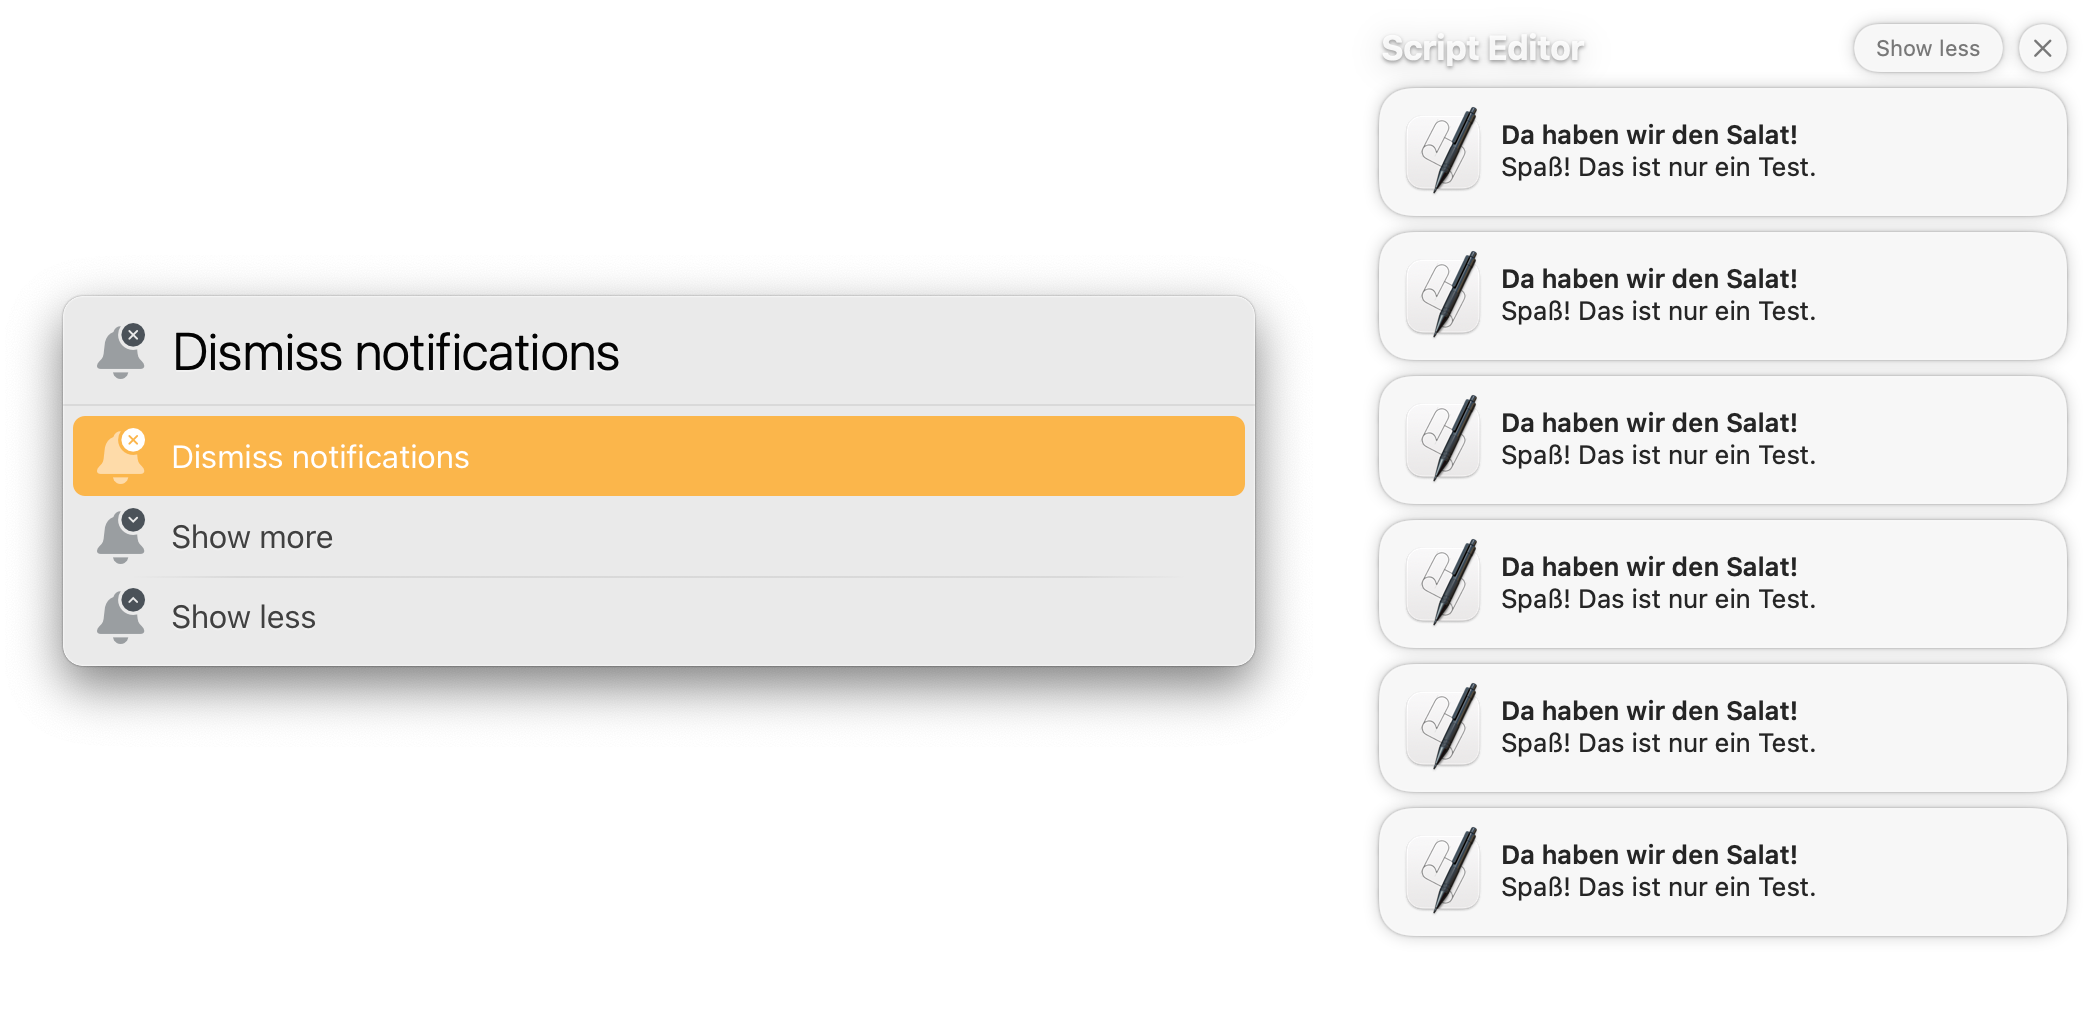 Dismiss notifications
Dismiss notifications
Show more
Show less
Script Editor
Show less
Da haben wir den Salat!
Spaß! Das ist nur ein Test.
Da haben wir den Salat!
Spaß! Das ist nur ein Test.
Da haben wir den Salat!
Spaß! Das ist nur ein Test.
Da haben wir den Salat!
Spaß! Das ist nur ein Test.
Da haben wir den Salat!
Spaß! Das ist nur ein Test.
Da haben wir den Salat!
Spaß! Das ist nur ein Test.